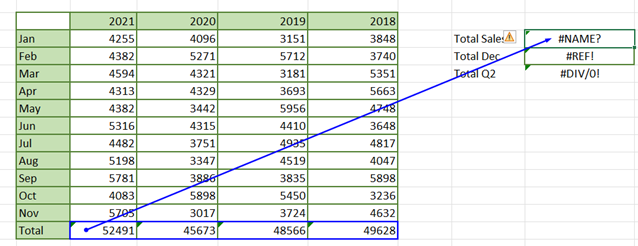 2021 2020 2019 2018
Jan 4255 4096 3151 3848 Total Sales #NAME?
Feb 4382 5271 5712 3740 Total Dec #REF!
Mar 4594 4321 3181 5351 Total Q2 #DIV/0!
Apr 4313 4329 3693 5663
May 4382 3442 5956 4748
Jun 5316 4315 4410 3648
Jul 4482 3751 4935 4817
Aug 5198 3347 4519 4047
Sep 5781 3886 3835 5898
Oct 4083 5898 5450 3236
Nov 5705 3017 3724 4632
Total 52491 45673 48566 49628